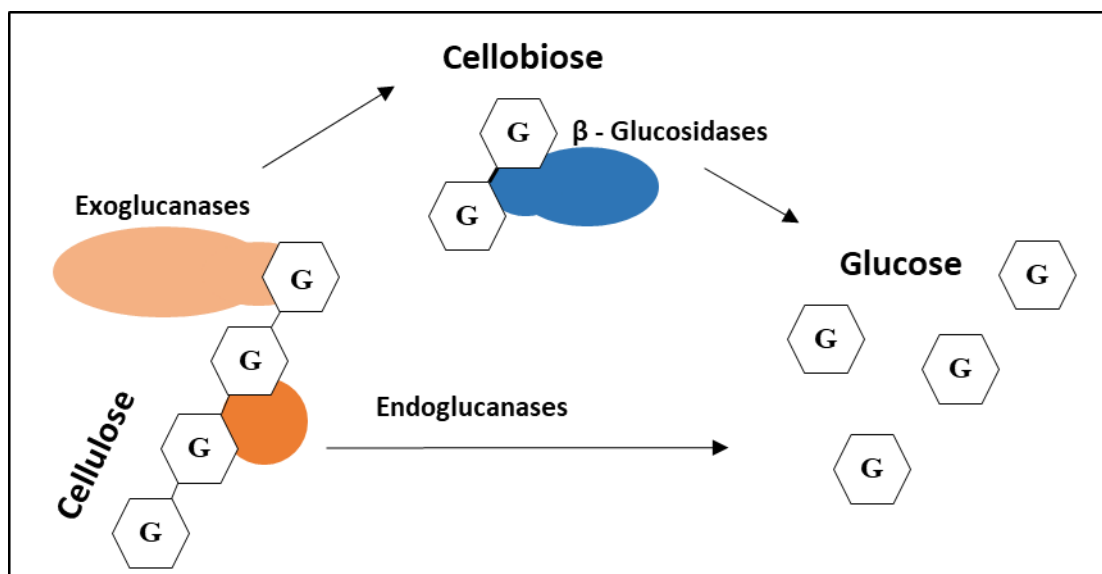 Cellobiose
G
β - Glucosidases
G
Exoglucanases
G
G
G
G
Cellulose
Endoglucanases
Glucose
G
G
G
G